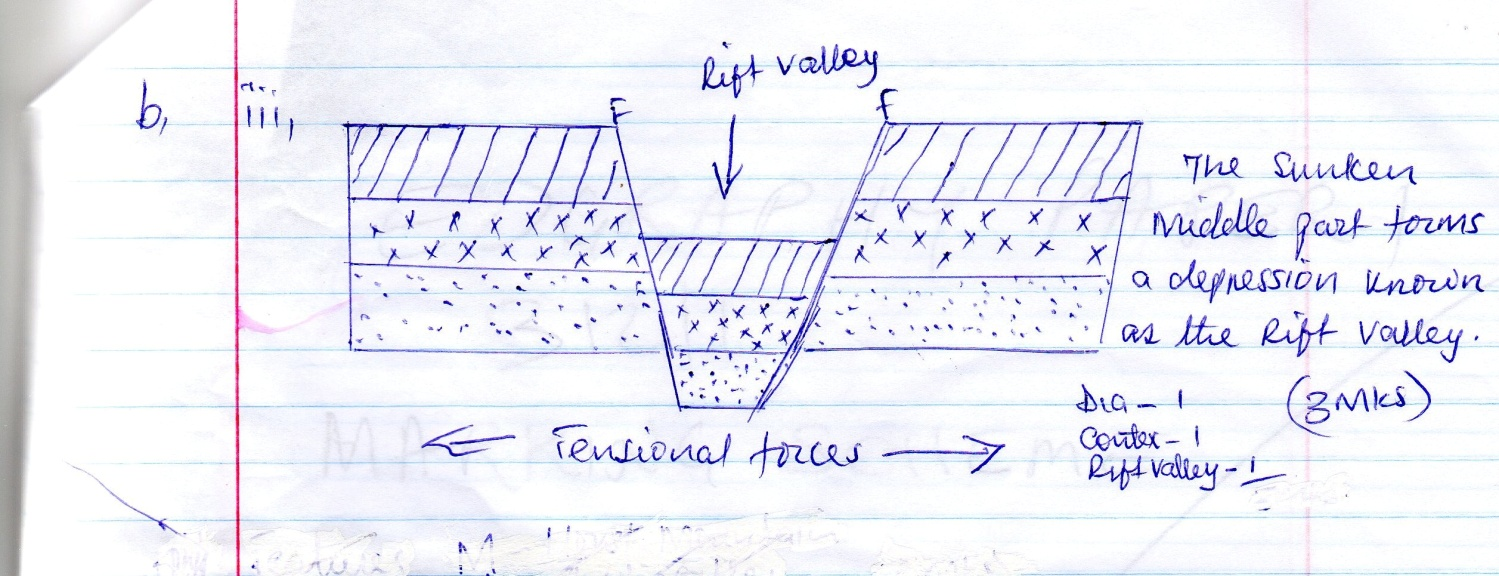 Rift valley
b, iii,
F
F
The Sunken
Middle part forms
a depression known
as the Rift Valley.
Dia - 1
(3MKs)
Contex - 1
Rift valley - 1
← Tensional forces →